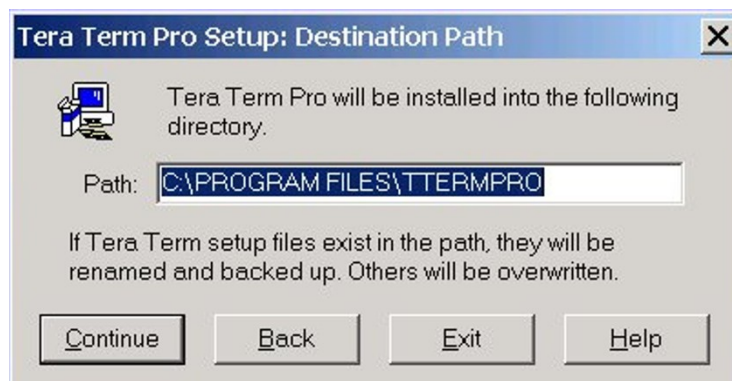 Tera Term Pro Setup: Destination Path
Tera Term Pro will be installed into the following
directory.
Path: C:\PROGRAM FILES\TTERMPRO
If Tera Term setup files exist in the path, they will be
renamed and backed up. Others will be overwritten.
Continue Back Exit Help